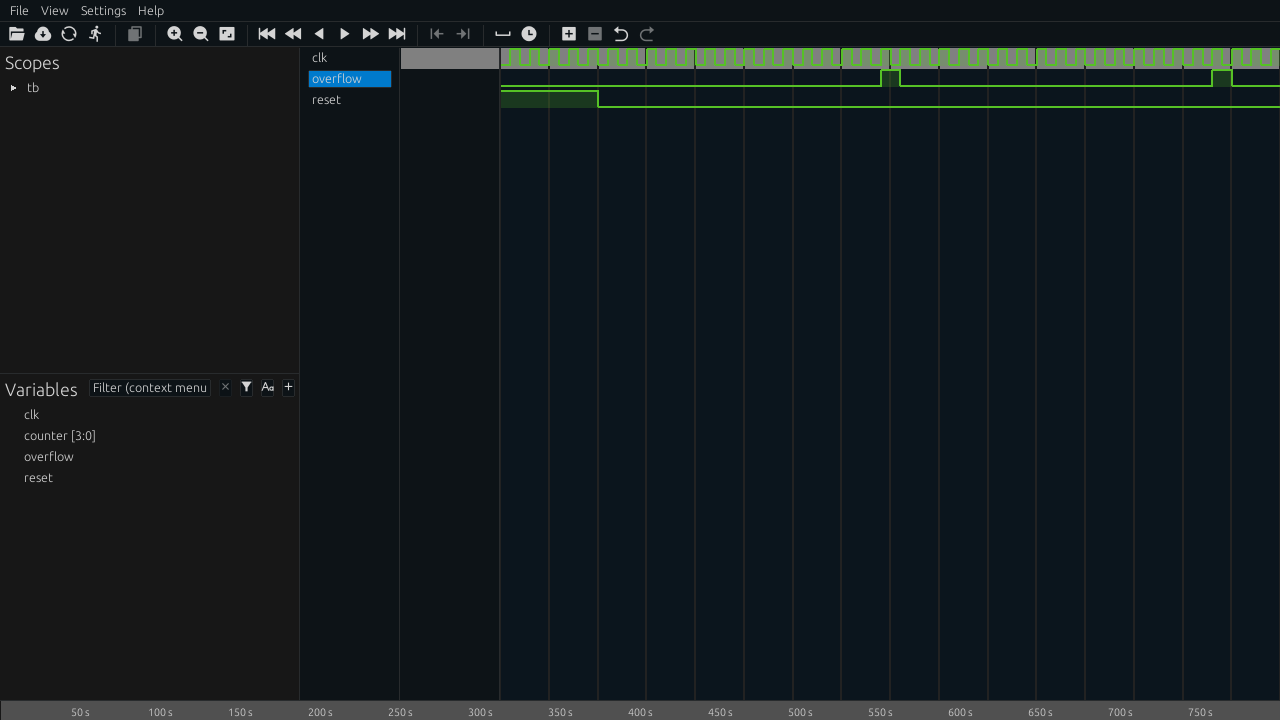 File View Settings Help
Scopes
tb
clk
overflow
reset
Variables Filter (context menu × Aa +
clk
counter [3:0]
overflow
reset
50 s 100 s 150 s 200 s 250 s 300 s 350 s 400 s 450 s 500 s 550 s 600 s 650 s 700 s 750 s